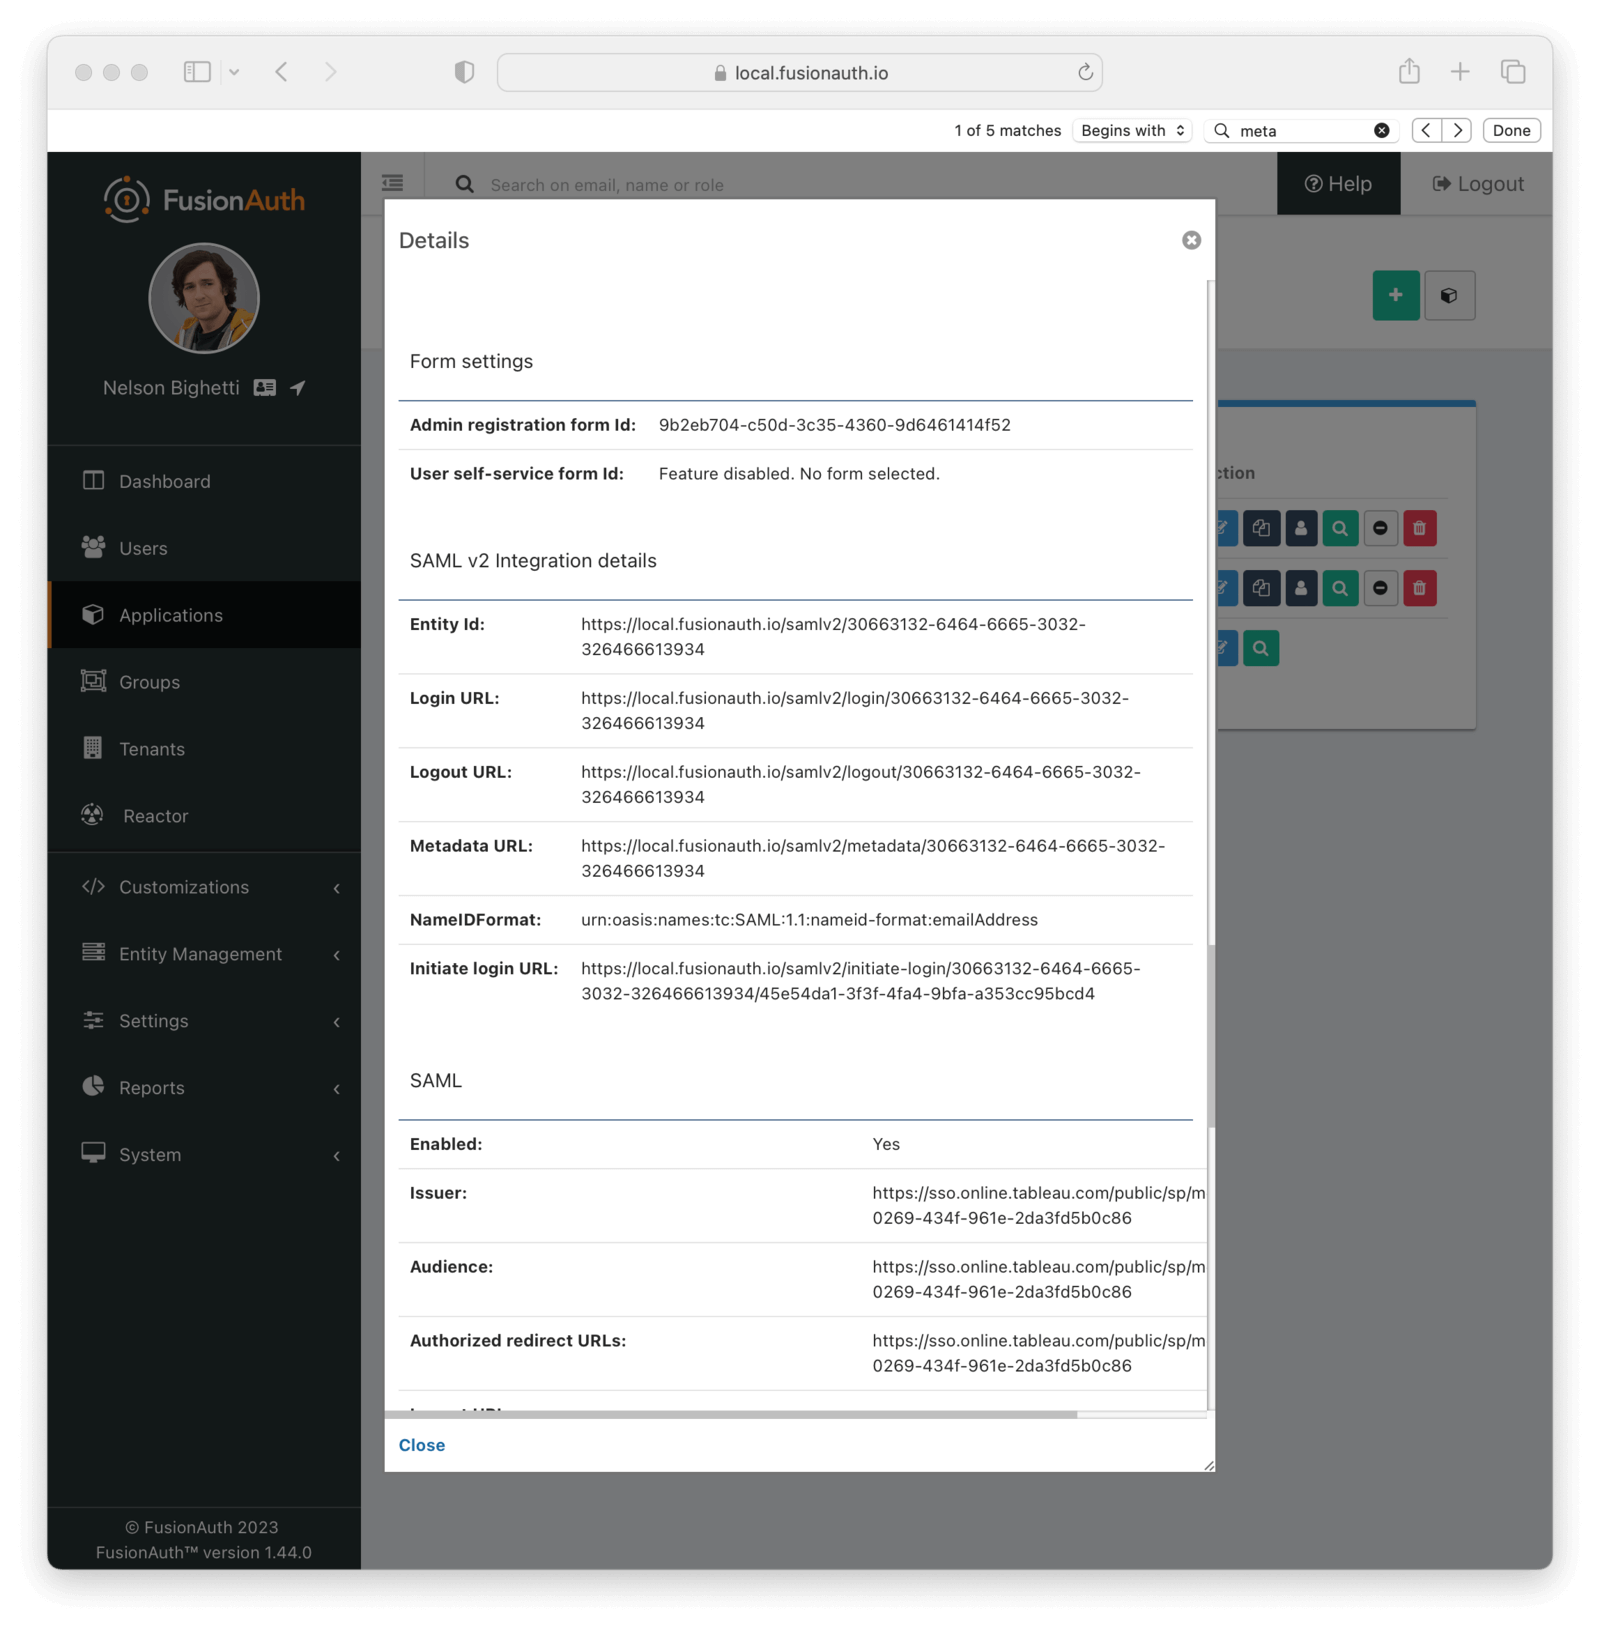 local.fusionauth.io
1 of 5 matches
Begins with
meta
Done
FusionAuth
Search on email, name or role
Help
Logout
Nelson Bighetti
Dashboard
Users
Applications
Groups
Tenants
Reactor
Customizations
Entity Management
Settings
Reports
System
© FusionAuth 2023
FusionAuth™ version 1.44.0
Details
Form settings
Admin registration form Id: 9b2eb704-c50d-3c35-4360-9d6461414f52
User self-service form Id: Feature disabled. No form selected.
SAML v2 Integration details
Entity Id: https://local.fusionauth.io/samlv2/30663132-6464-6665-3032-
326466613934
Login URL: https://local.fusionauth.io/samlv2/login/30663132-6464-6665-3032-
326466613934
Logout URL: https://local.fusionauth.io/samlv2/logout/30663132-6464-6665-3032-
326466613934
Metadata URL: https://local.fusionauth.io/samlv2/metadata/30663132-6464-6665-3032-
326466613934
NameIDFormat: urn:oasis:names:tc:SAML:1.1:nameid-format:emailAddress
Initiate login URL: https://local.fusionauth.io/samlv2/initiate-login/30663132-6464-6665-
3032-326466613934/45e54da1-3f3f-4fa4-9bfa-a353cc95bcd4
SAML
Enabled: Yes
Issuer: https://sso.online.tableau.com/public/sp/m
0269-434f-961e-2da3fd5b0c86
Audience: https://sso.online.tableau.com/public/sp/m
0269-434f-961e-2da3fd5b0c86
Authorized redirect URLs: https://sso.online.tableau.com/public/sp/m
0269-434f-961e-2da3fd5b0c86
Close
ction